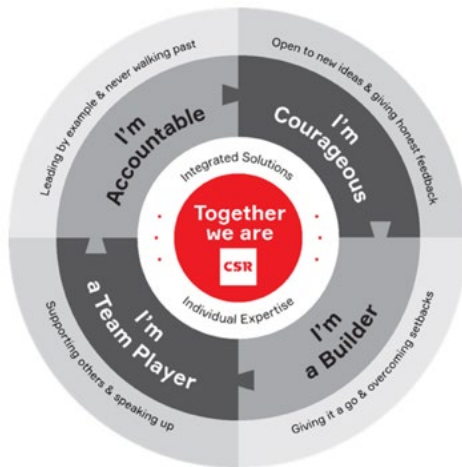 Leading by example & never walking past
Open to new ideas & giving honest feedback
I'm
Accountable
I'm
Courageous
Integrated Solutions
Together
we are
CSR
Individual Expertise
I'm
a Team Player
I'm
a Builder
Supporting others & speaking up
Giving it a go & overcoming setbacks